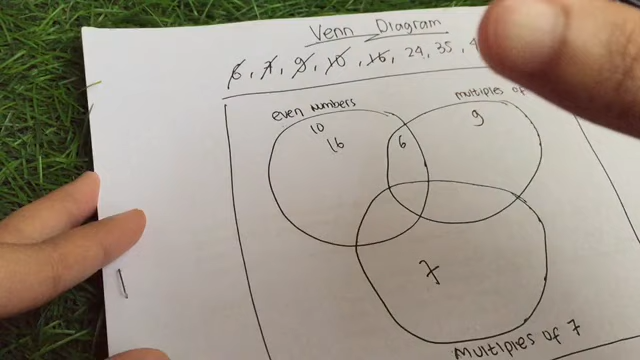 Venn Diagram
6, 7, 9, 10, 16, 24, 35, 4
even numbers
multiples of
10
16
6
9
7
Multiples of 7